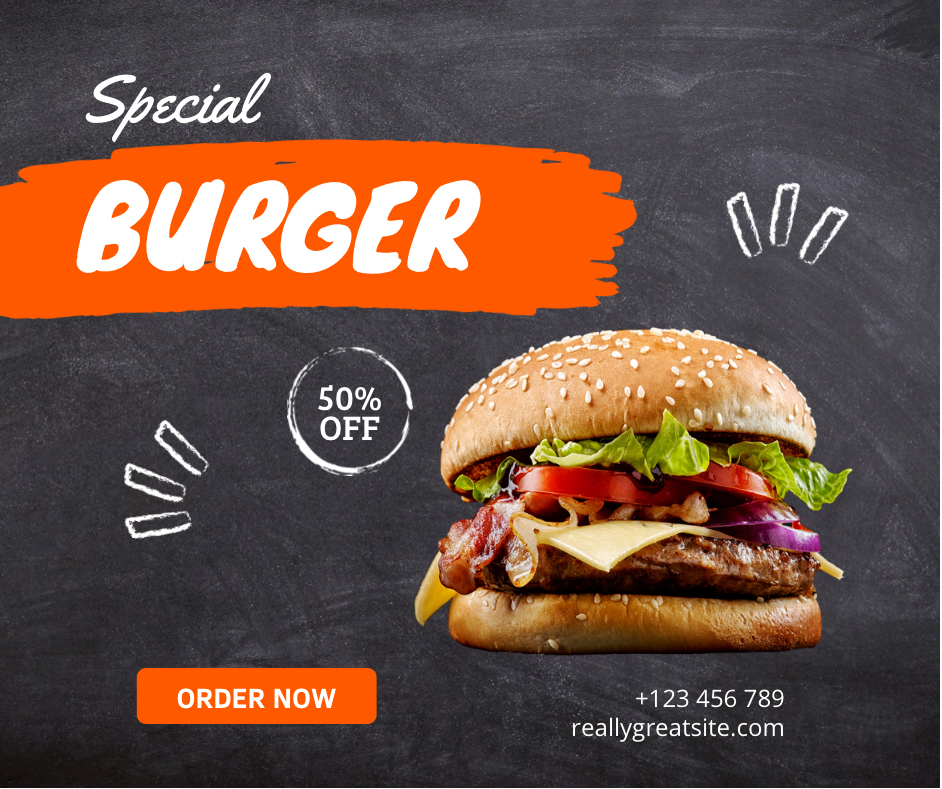 Special
BURGER
50%
OFF
ORDER NOW
+123 456 789
reallygreatsite.com